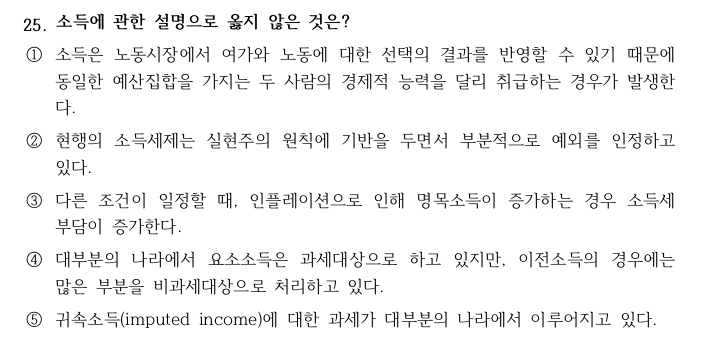 25. 소득에 관한 설명으로 옳지 않은 것은?
① 소득은 노동시장에서 여가와 노동에 대한 선택의 결과를 반영할 수 있기 때문에
동일한 예산집합을 가지는 두 사람의 경제적 능력을 달리 취급하는 경우가 발생한
다.
② 현행의 소득세제는 실현주의 원칙에 기반을 두면서 부분적으로 예외를 인정하고
있다.
③ 다른 조건이 일정할 때, 인플레이션으로 인해 명목소득이 증가하는 경우 소득세
부담이 증가한다.
④ 대부분의 나라에서 요소소득은 과세대상으로 하고 있지만, 이전소득의 경우에는
많은 부분을 비과세대상으로 처리하고 있다.
⑤ 귀속소득(imputed income)에 대한 과세가 대부분의 나라에서 이루어지고 있다.